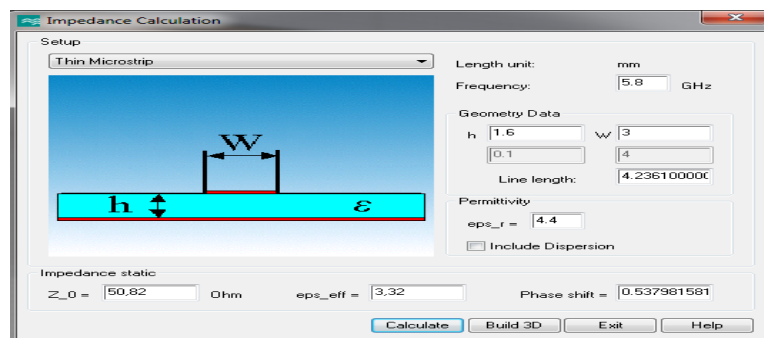 Impedance Calculation
Setup
Thin Microstrip
Length unit: mm
Frequency: 5.8 GHz
Geometry Data
h 1.6 W 3
0.1 4
Line length: 4.236100000
W
h ε
Permittivity
eps_r = 4.4
Include Dispersion
Impedance static
Z_0 = 50,82 Ohm eps_eff = 3,32 Phase shift = 0.537981581
Calculate Build 3D Exit Help